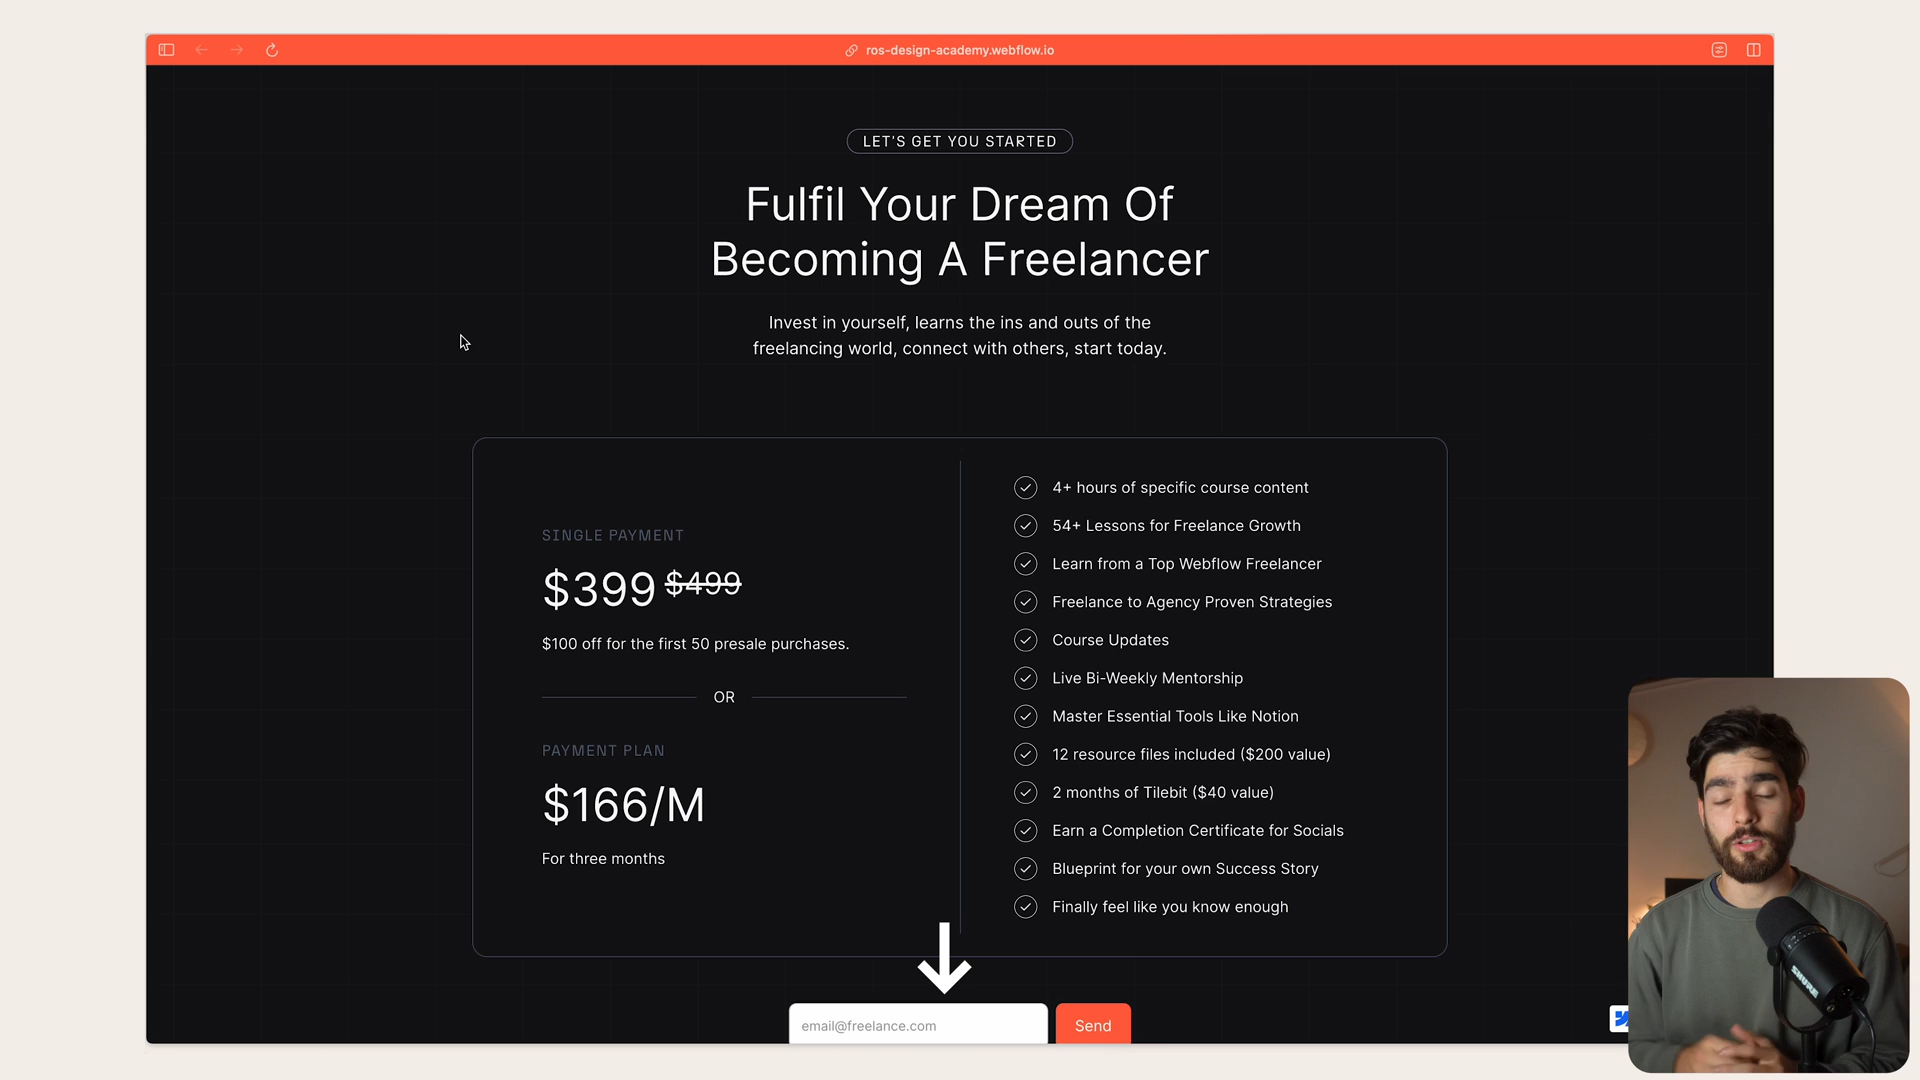 ros-design-academy.webflow.io
LET'S GET YOU STARTED
Fulfil Your Dream Of
Becoming A Freelancer
Invest in yourself, learns the ins and outs of the
freelancing world, connect with others, start today.
SINGLE PAYMENT
$399 $499
$100 off for the first 50 presale purchases.
OR
PAYMENT PLAN
$166/M
For three months
4+ hours of specific course content
54+ Lessons for Freelance Growth
Learn from a Top Webflow Freelancer
Freelance to Agency Proven Strategies
Course Updates
Live Bi-Weekly Mentorship
Master Essential Tools Like Notion
12 resource files included ($200 value)
2 months of Tilebit ($40 value)
Earn a Completion Certificate for Socials
Blueprint for your own Success Story
Finally feel like you know enough
email@freelance.com
Send
SHURE